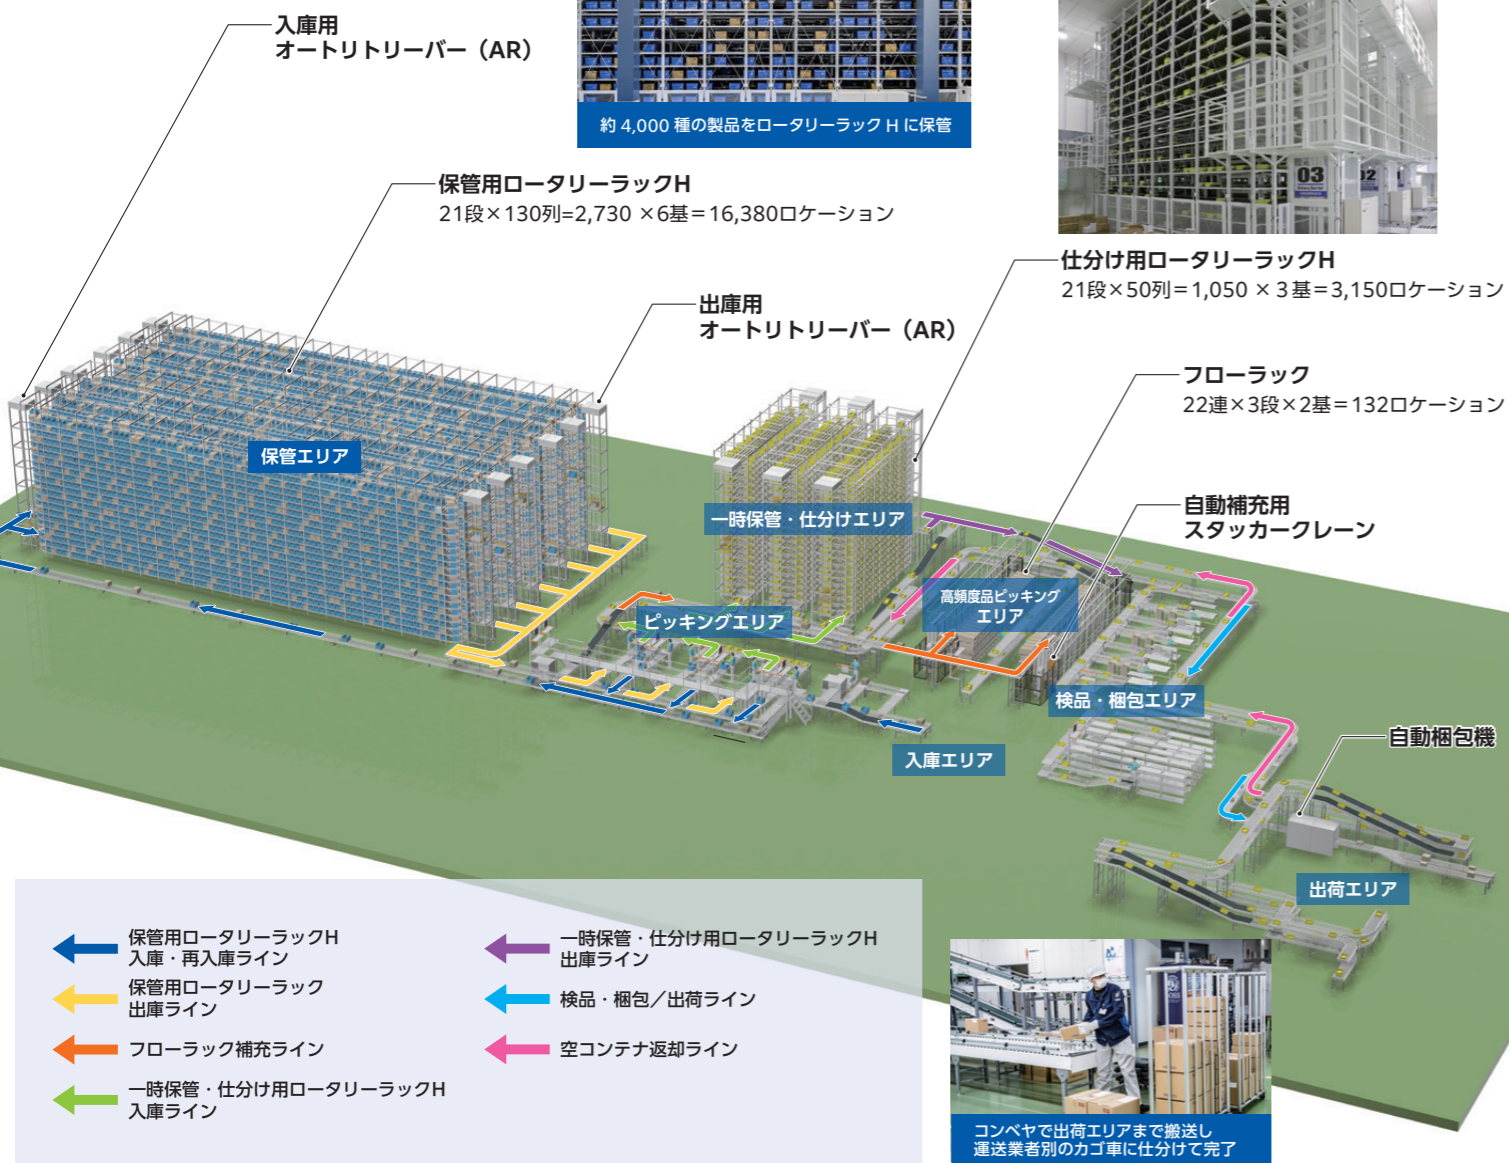 入庫用
オートリトリーバー（AR）
約 4,000 種の製品をロータリーラック H に保管
保管用ロータリーラックH
21段×130列=2,730 ×6基＝16,380ロケーション
03
02
仕分け用ロータリーラックH
21段×50列＝1,050 × 3 基＝3,150ロケーション
出庫用
オートリトリーバー（AR）
フローラック
22連×3段×2基＝132ロケーション
保管エリア
一時保管・仕分けエリア
自動補充用
スタッカークレーン
高頻度品ピッキング
エリア
ピッキングエリア
検品・梱包エリア
入庫エリア
自動梱包機
出荷エリア
保管用ロータリーラックH
入庫・再入庫ライン
保管用ロータリーラック
出庫ライン
フローラック補充ライン
一時保管・仕分け用ロータリーラックH
入庫ライン
一時保管・仕分け用ロータリーラックH
出庫ライン
検品・梱包／出荷ライン
空コンテナ返却ライン
コンベヤで出荷エリアまで搬送し
運送業者別のカゴ車に仕分けて完了